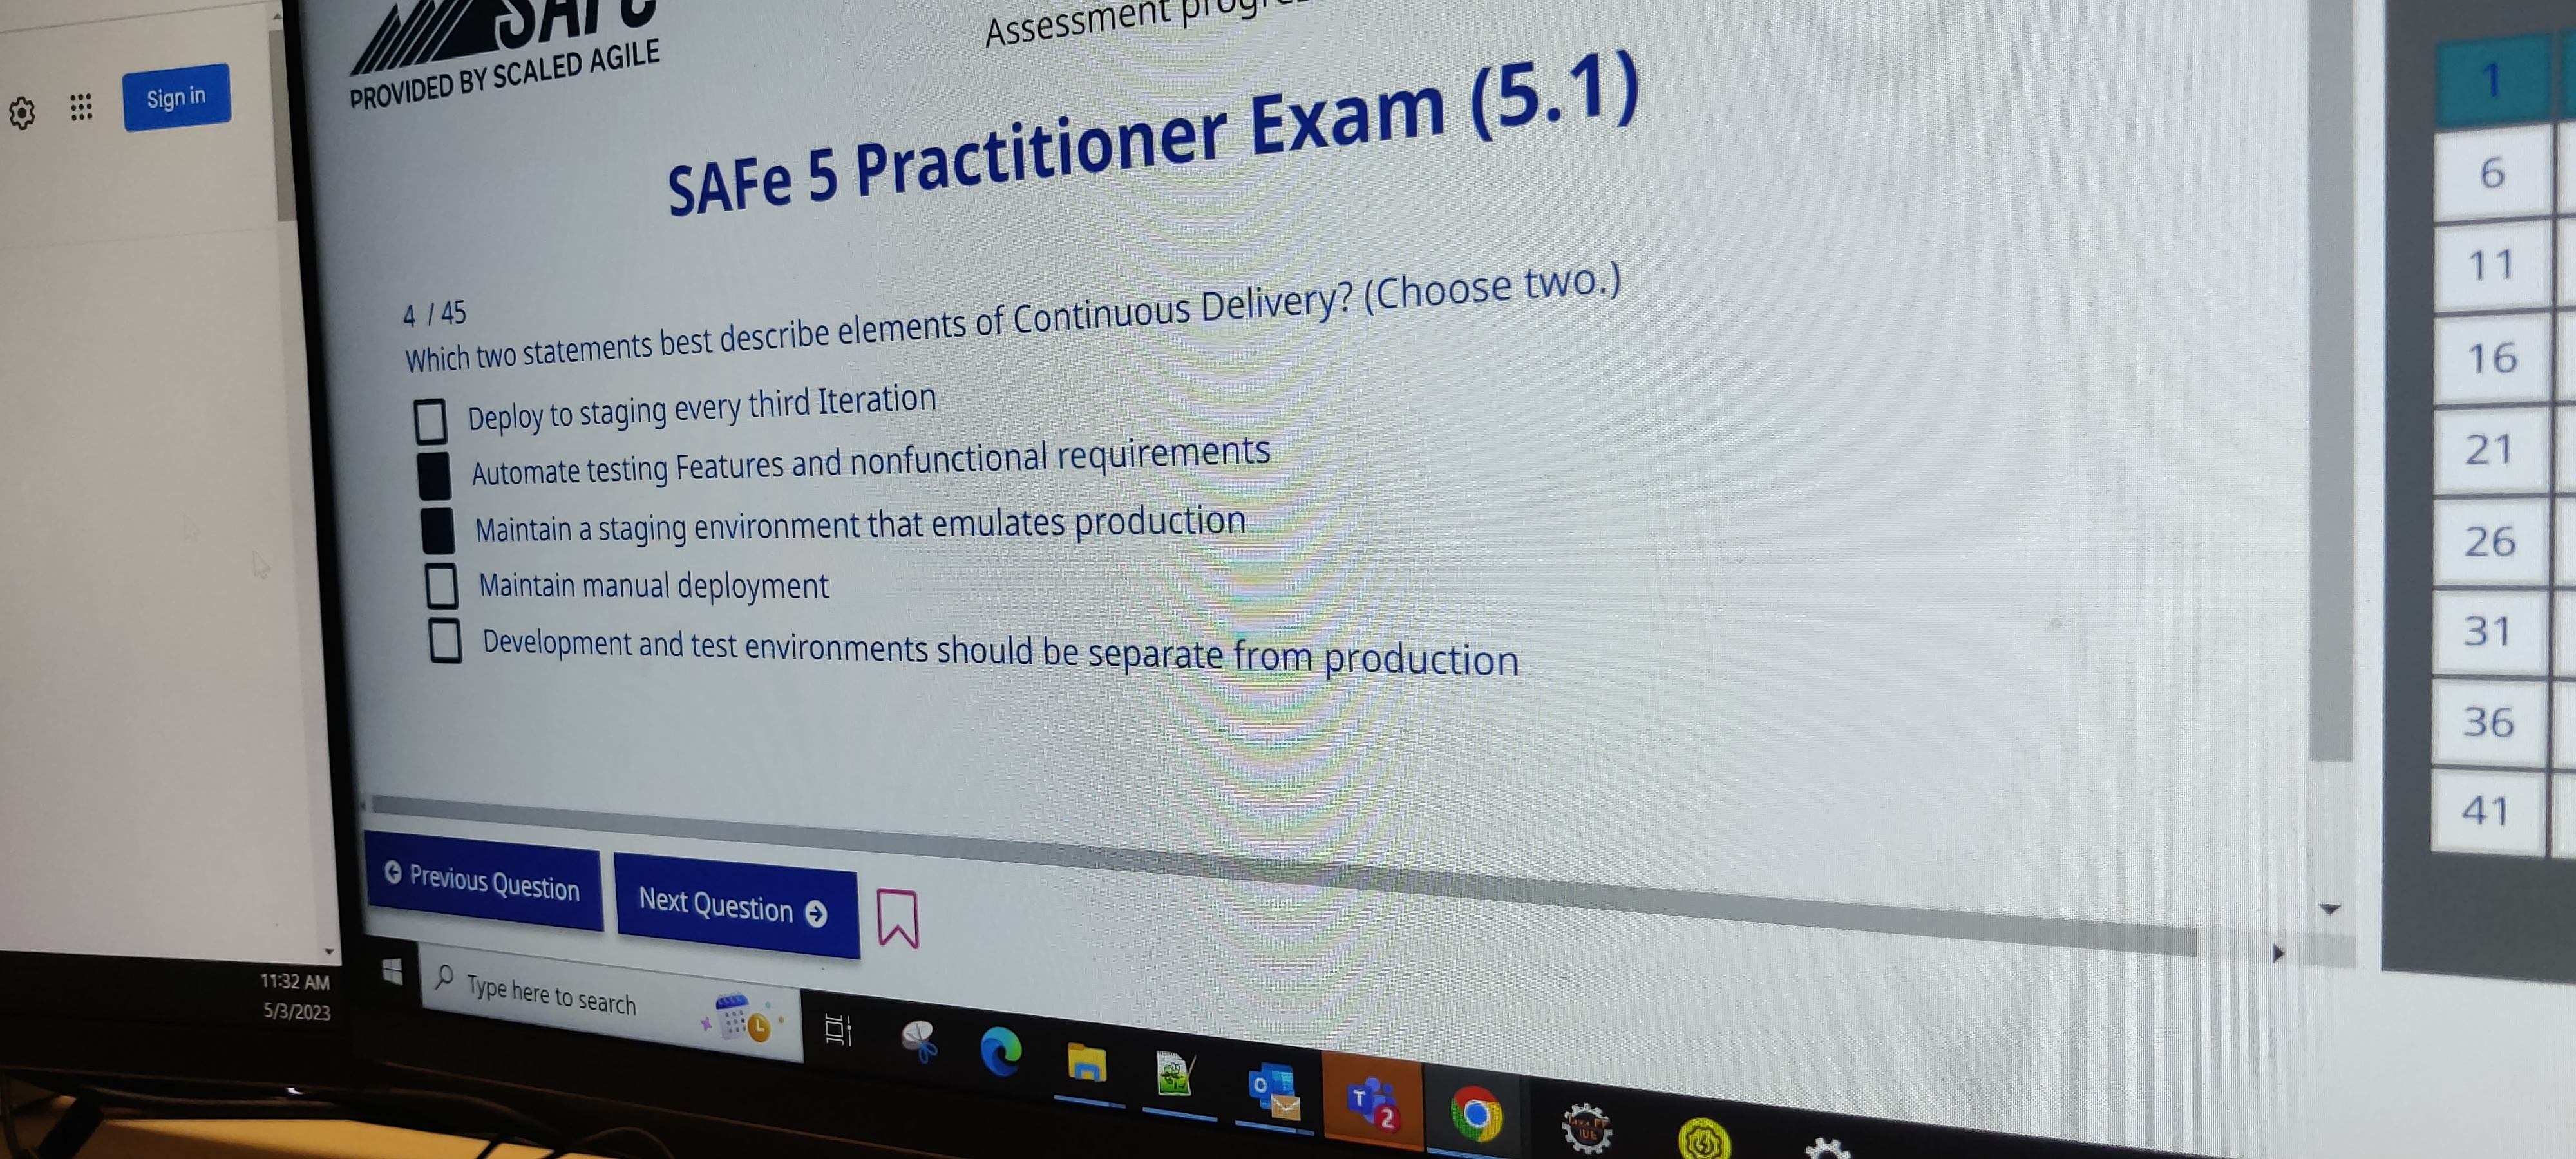 Sign in
SAFe
PROVIDED BY SCALED AGILE
Assessment
SAFe 5 Practitioner Exam (5.1)
4 / 45
Which two statements best describe elements of Continuous Delivery? (Choose two.)
Deploy to staging every third Iteration
Automate testing Features and nonfunctional requirements
Maintain a staging environment that emulates production
Maintain manual deployment
Development and test environments should be separate from production
Previous Question
Next Question
1
6
11
16
21
26
31
36
41
11:32 AM
5/3/2023
Type here to search
O
T
2